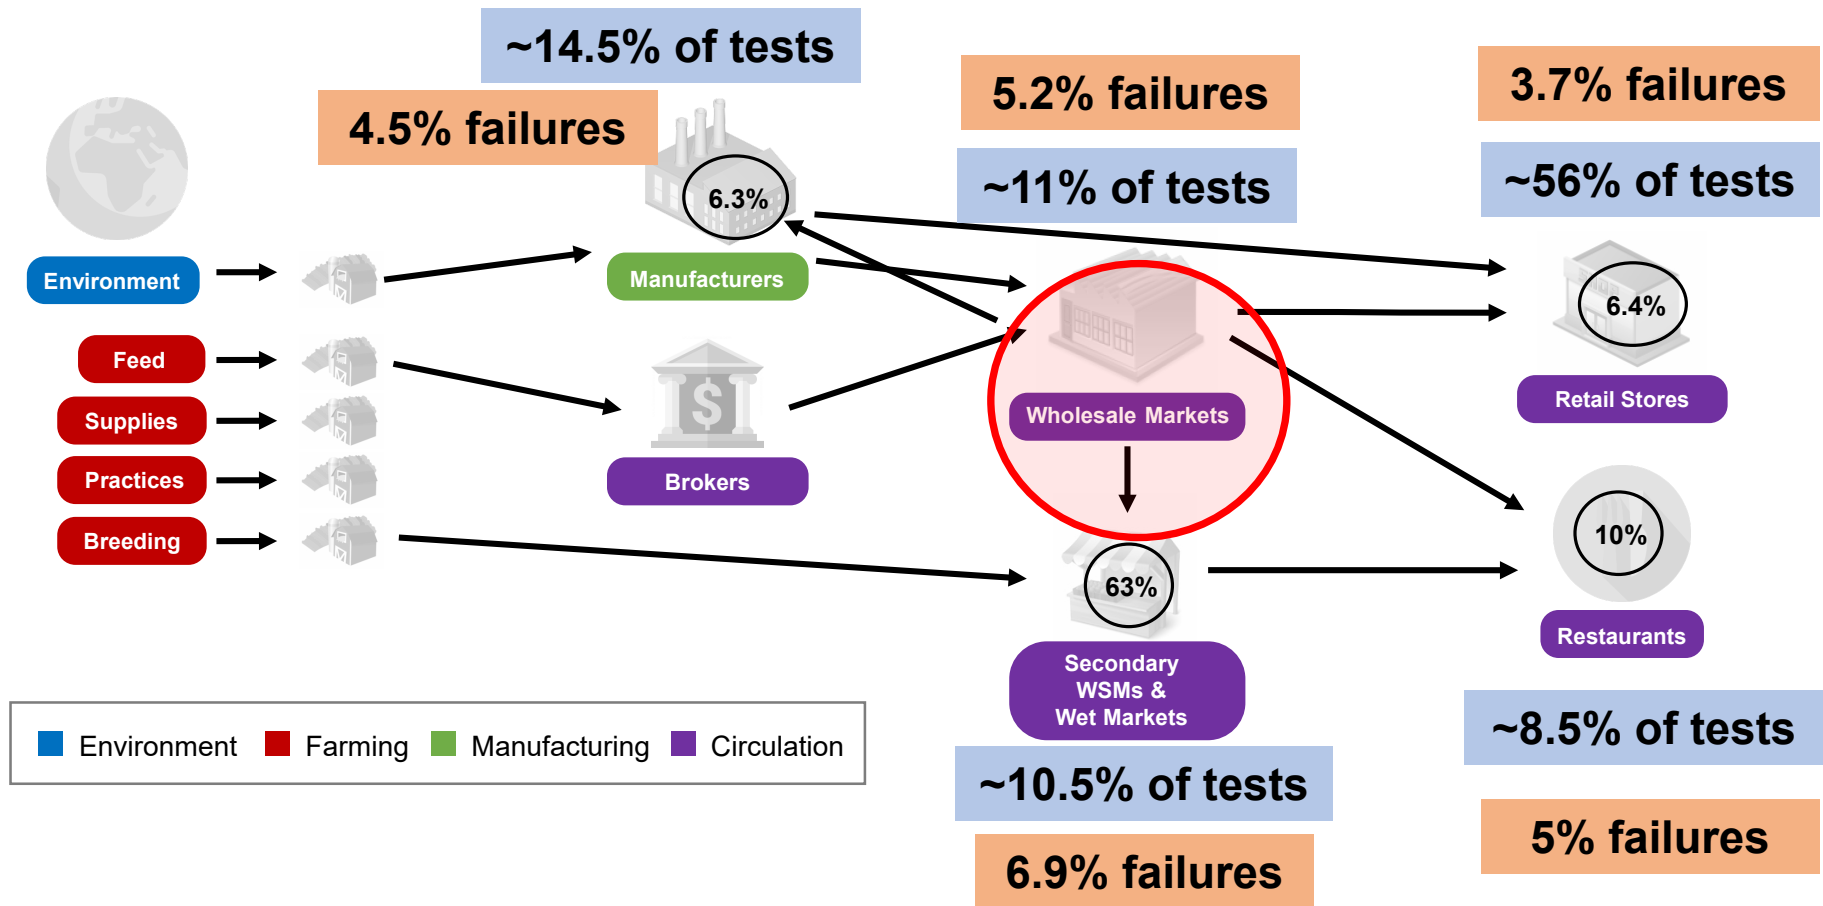 ~14.5% of tests
4.5% failures
5.2% failures
~11% of tests
3.7% failures
~56% of tests
6.3%
Environment
Manufacturers
6.4%
Feed
Supplies
Practices
Breeding
$
Brokers
Wholesale Markets
Retail Stores
63%
10%
Secondary
WSMs &
Wet Markets
Restaurants
~10.5% of tests
6.9% failures
~8.5% of tests
5% failures
Environment
Farming
Manufacturing
Circulation